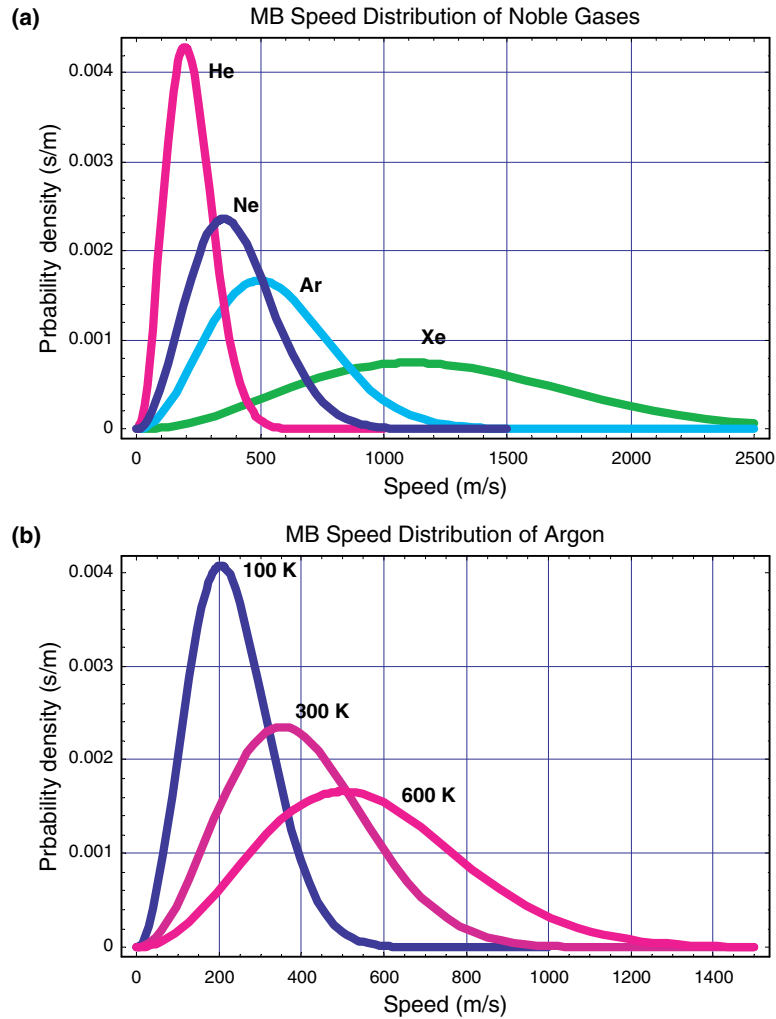 (a)
MB Speed Distribution of Noble Gases
He
Ne
Ar
Xe
Prbability density (s/m)
0.004
0.003
0.002
0.001
0
0 500 1000 1500 2000 2500
Speed (m/s)
(b)
MB Speed Distribution of Argon
100 K
300 K
600 K
Prbability density (s/m)
0.004
0.003
0.002
0.001
0
0 200 400 600 800 1000 1200 1400
Speed (m/s)